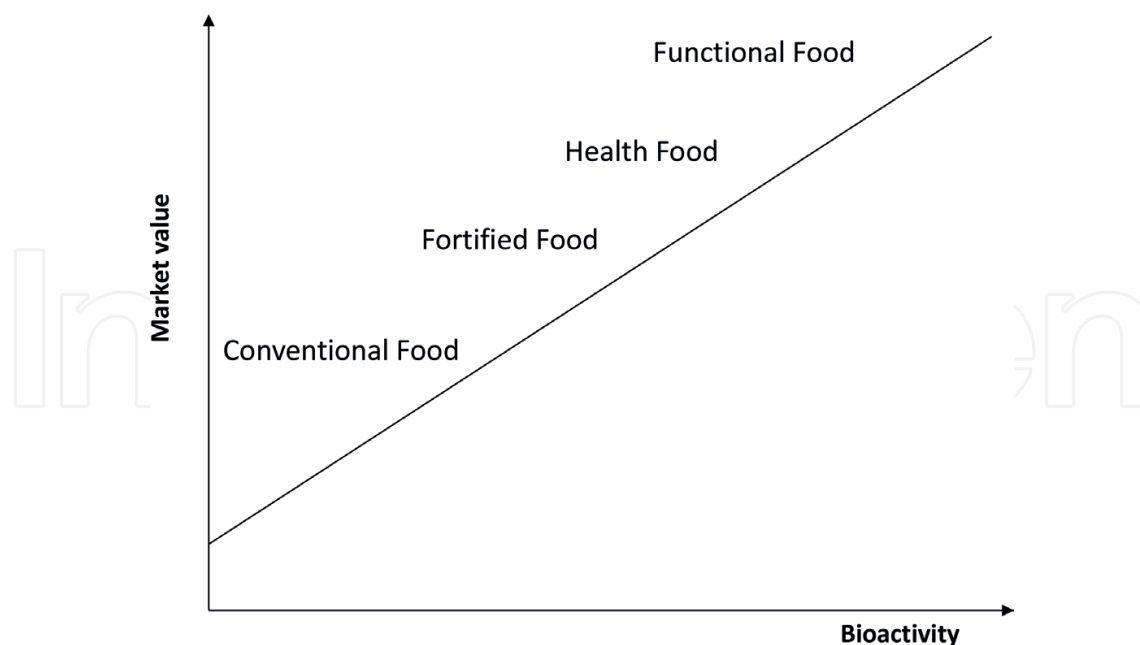 Functional Food
Health Food
Fortified Food
Market value
Conventional Food
Bioactivity